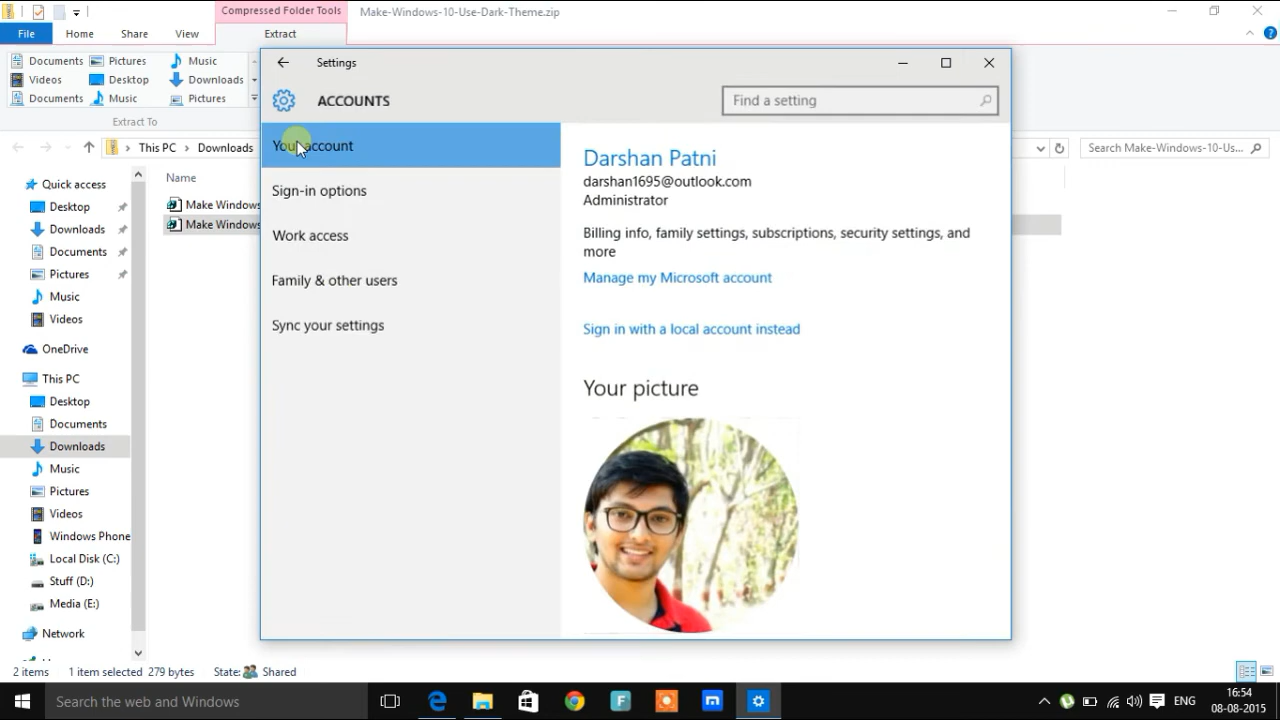 Compressed Folder Tools
Make-Windows-10-Use-Dark-Theme.zip
File
Home
Share
View
Extract
Documents
Pictures
Music
Videos
Desktop
Downloads
Documents
Music
Pictures
Extract To
This PC
Downloads
Search Make-Windows-10-Us...
Quick access
Desktop
Downloads
Documents
Pictures
Music
Videos
OneDrive
This PC
Desktop
Documents
Downloads
Music
Pictures
Videos
Windows Phone
Local Disk (C:)
Stuff (D:)
Media (E:)
Network
Name
Make Windows
Make Windows
2 items
1 item selected 279 bytes
State:
Shared
Settings
ACCOUNTS
Find a setting
Your account
Sign-in options
Work access
Family & other users
Sync your settings
Darshan Patni
darshan1695@outlook.com
Administrator
Billing info, family settings, subscriptions, security settings, and
more
Manage my Microsoft account
Sign in with a local account instead
Your picture
Search the web and Windows
F
m
ENG
16:54
08-08-2015